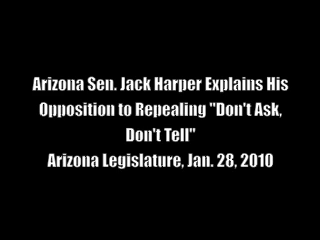 Arizona Sen. Jack Harper Explains His
Opposition to Repealing "Don't Ask,
Don't Tell"
Arizona Legislature, Jan. 28, 2010